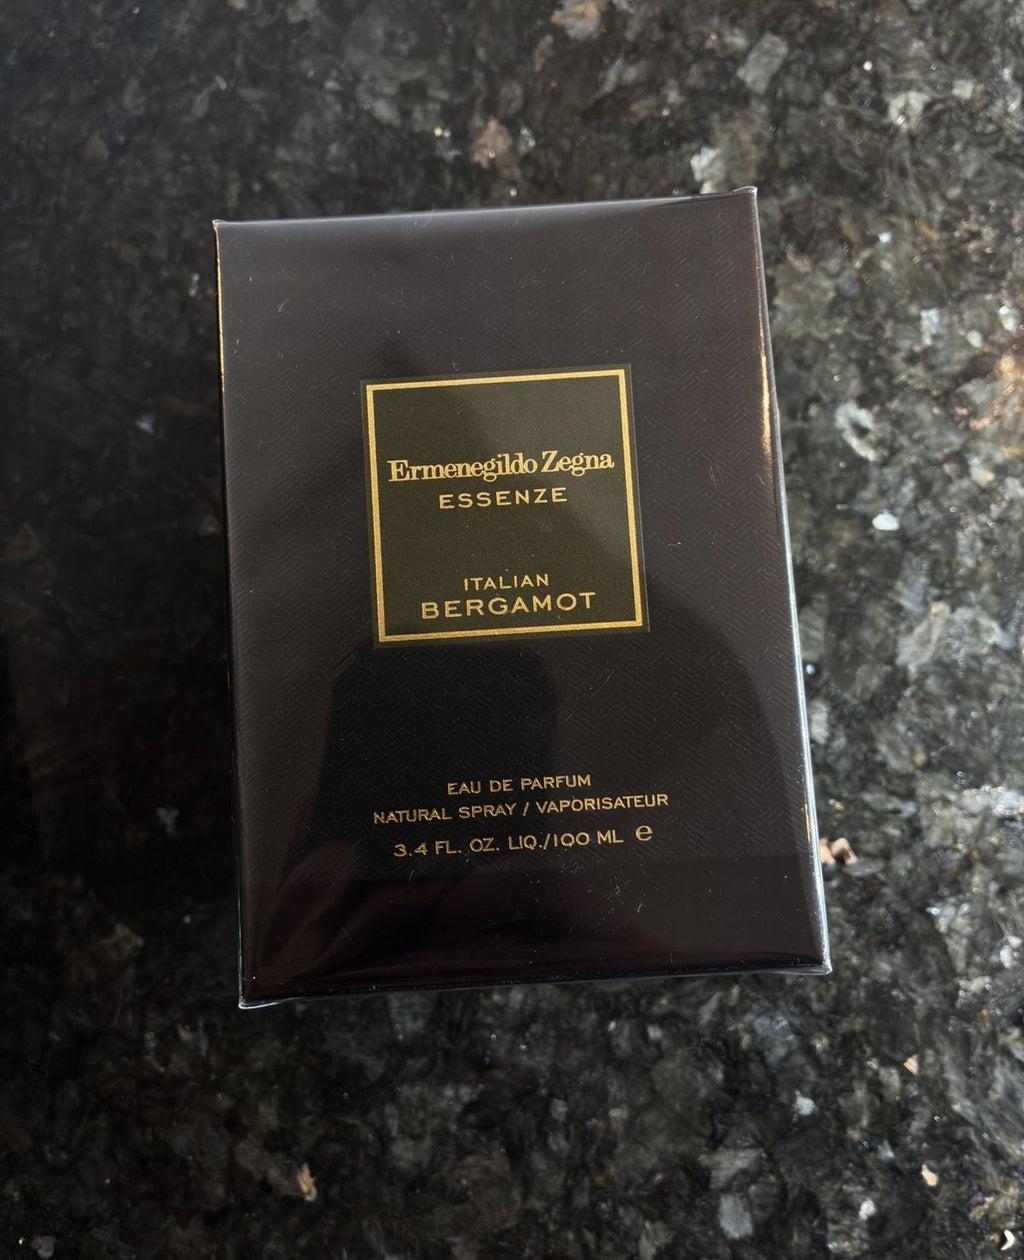 Ermenegildo Zegna
ESSENZE
ITALIAN
BERGAMOT
EAU DE PARFUM
NATURAL SPRAY / VAPORISATEUR
3.4 FL. OZ. LIQ./100 ML ℮